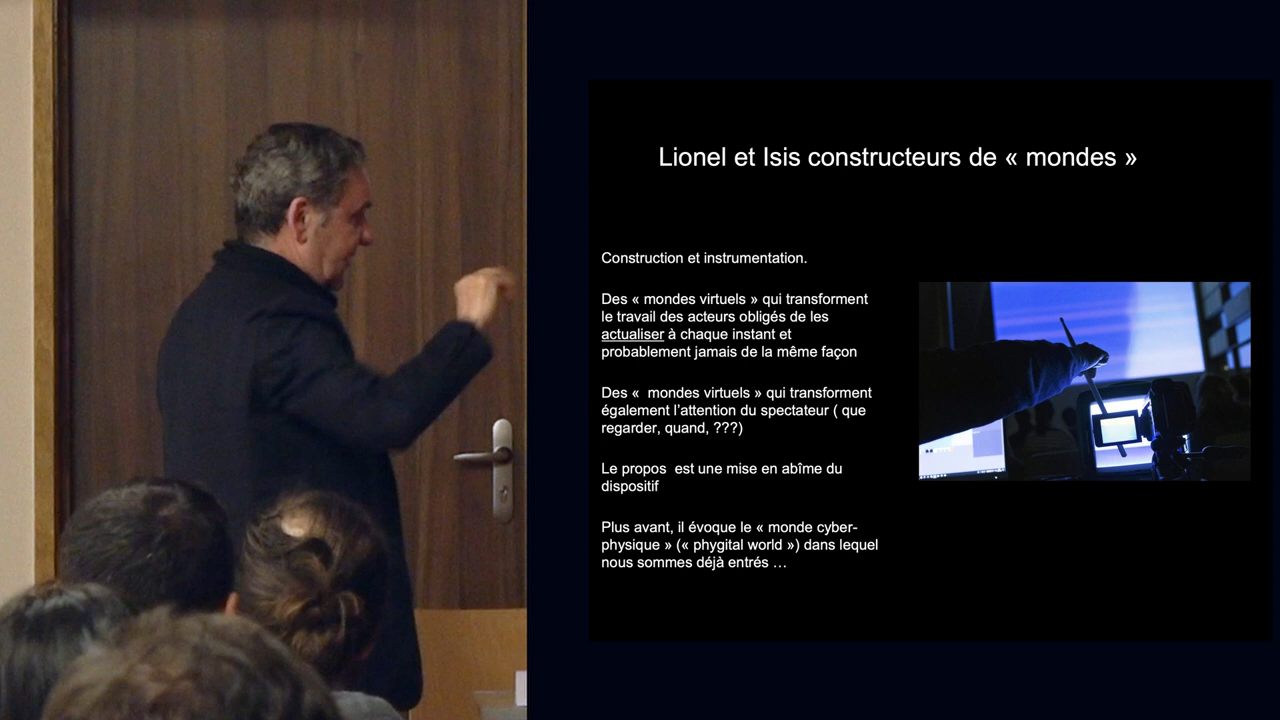 Lionel et Isis constructeurs de « mondes »
Construction et instrumentation.
Des « mondes virtuels » qui transforment
le travail des acteurs obligés de les
actualiser à chaque instant et
probablement jamais de la même façon
Des «  mondes virtuels » qui transforment
également l’attention du spectateur ( que
regarder, quand, ???)
Le propos  est une mise en abîme du
dispositif
Plus avant, il évoque le « monde cyber-
physique » (« phygital world ») dans lequel
nous sommes déjà entrés …